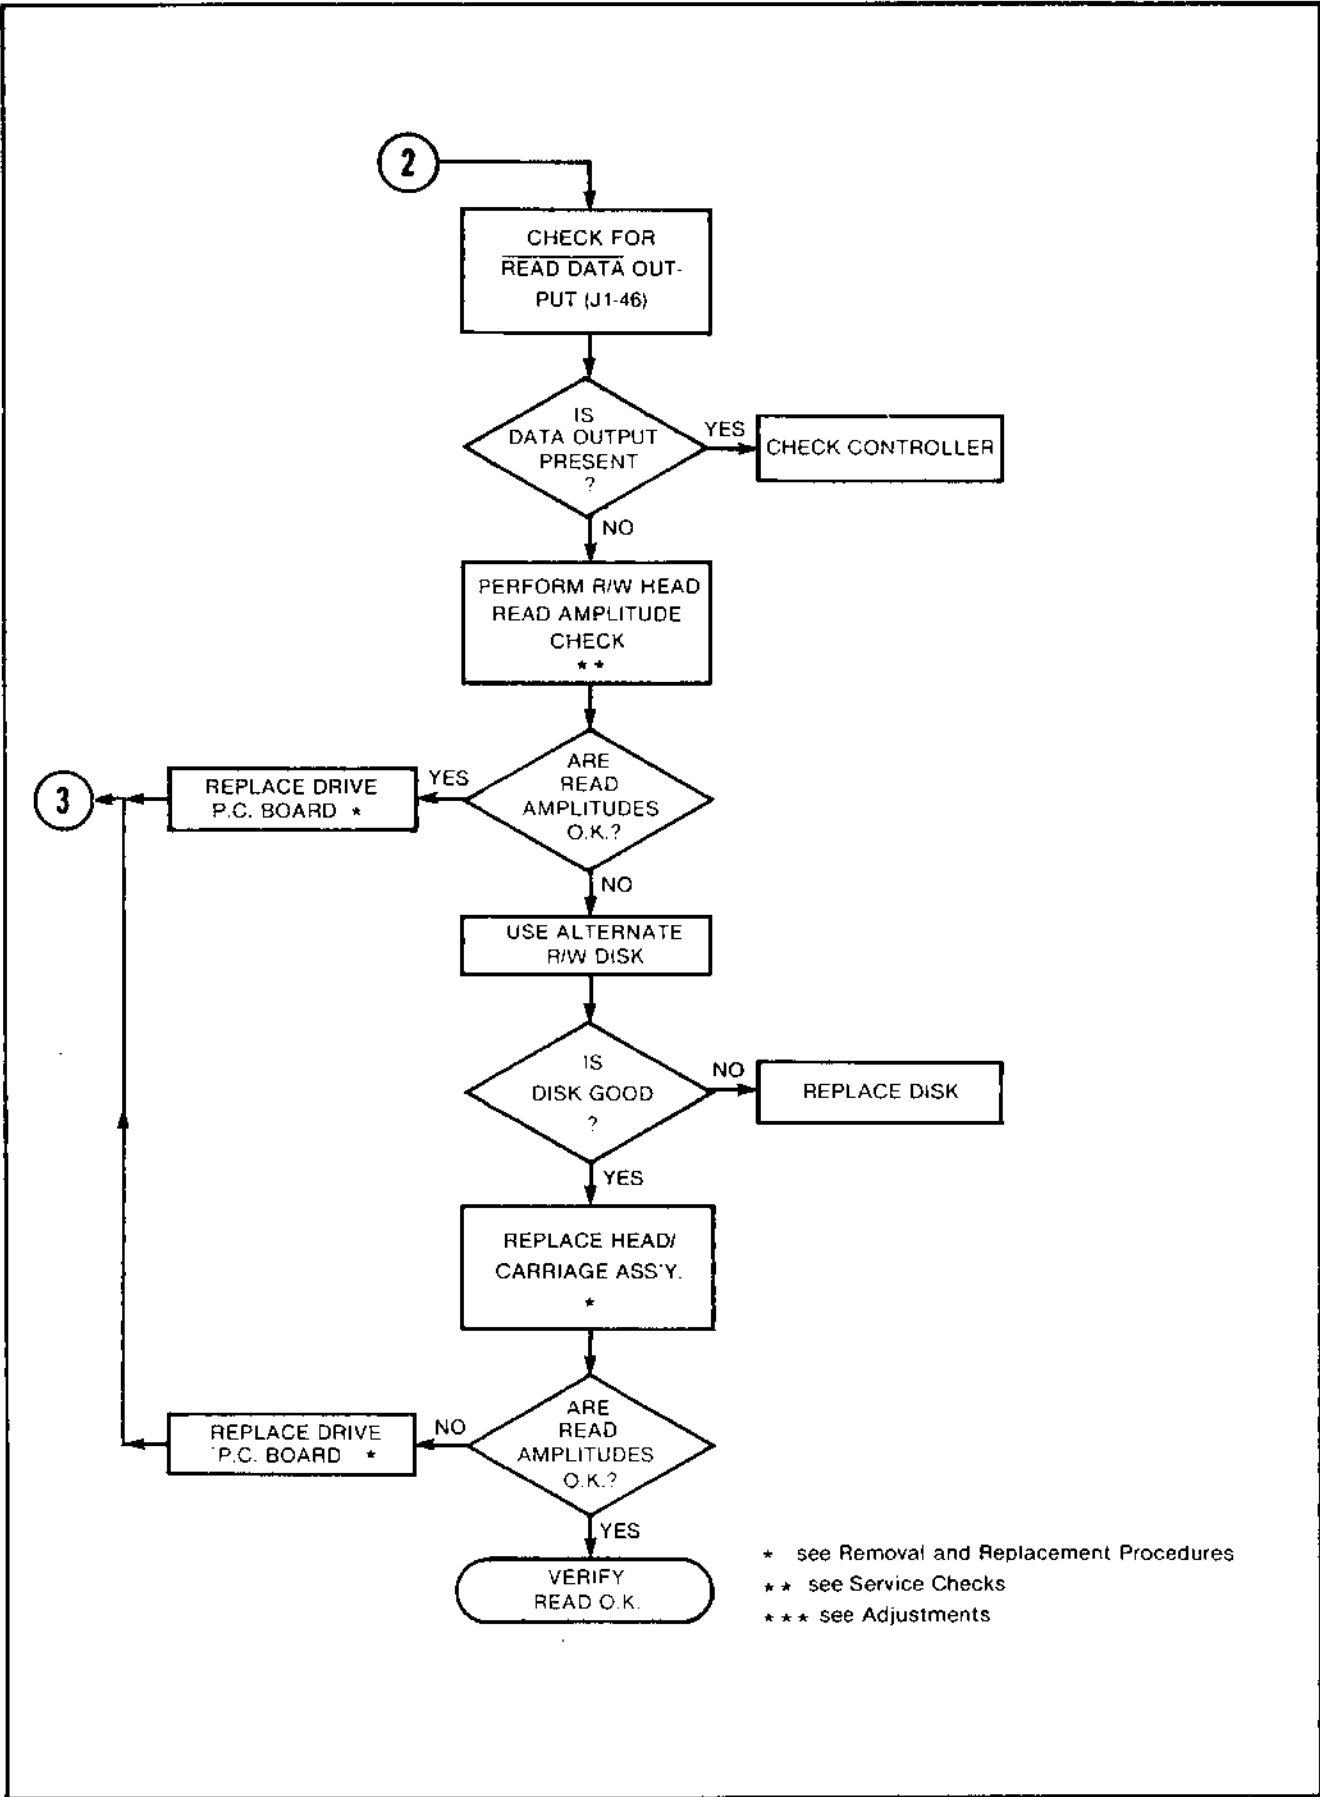 2
CHECK FOR
READ DATA OUT-
PUT (J1-46)
IS
DATA OUTPUT
PRESENT
?
YES
CHECK CONTROLLER
NO
PERFORM R/W HEAD
READ AMPLITUDE
CHECK
* *
ARE
READ
AMPLITUDES
O.K.?
YES
REPLACE DRIVE
P.C. BOARD *
3
NO
USE ALTERNATE
R/W DISK
IS
DISK GOOD
?
NO
REPLACE DISK
YES
REPLACE HEAD/
CARRIAGE ASS'Y.
*
ARE
READ
AMPLITUDES
O.K.?
NO
REPLACE DRIVE
P.C. BOARD *
YES
VERIFY
READ O.K.
* see Removal and Replacement Procedures
* * see Service Checks
* * * see Adjustments